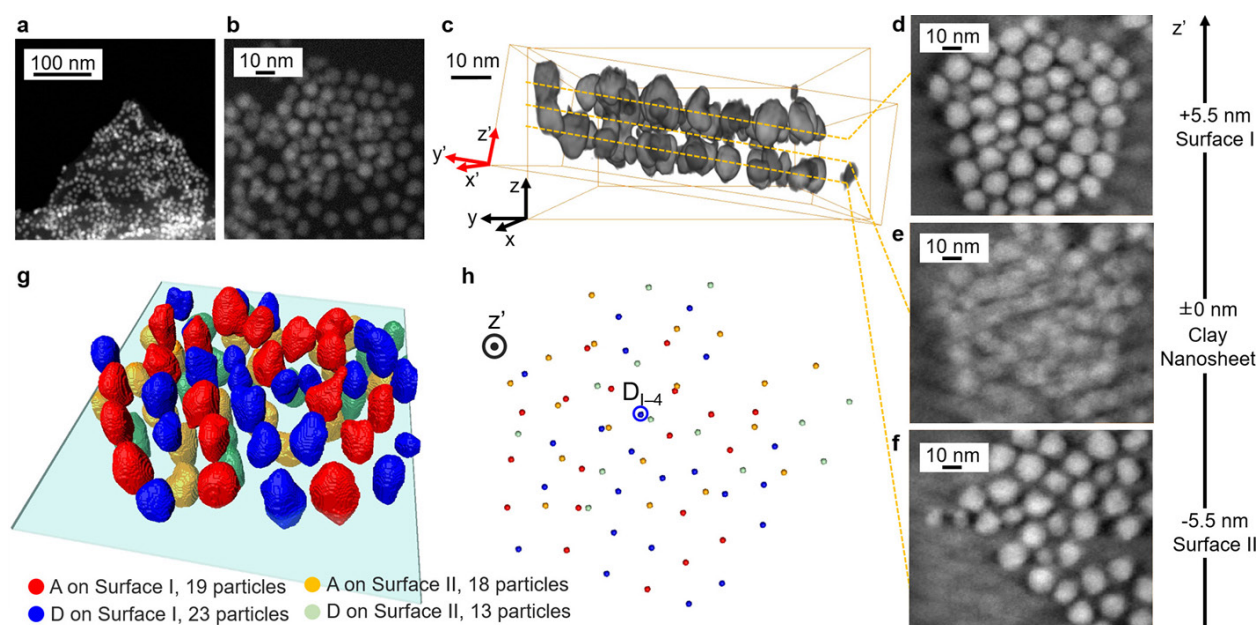 a
100 nm
b
10 nm
c
10 nm
z'
y'
x'
z
y
x
d
10 nm
z'
+5.5 nm
Surface I
e
10 nm
±0 nm
Clay
Nanosheet
f
10 nm
-5.5 nm
Surface II
g
h
z'
D I–4
A on Surface I, 19 particles
A on Surface II, 18 particles
D on Surface I, 23 particles
D on Surface II, 13 particles